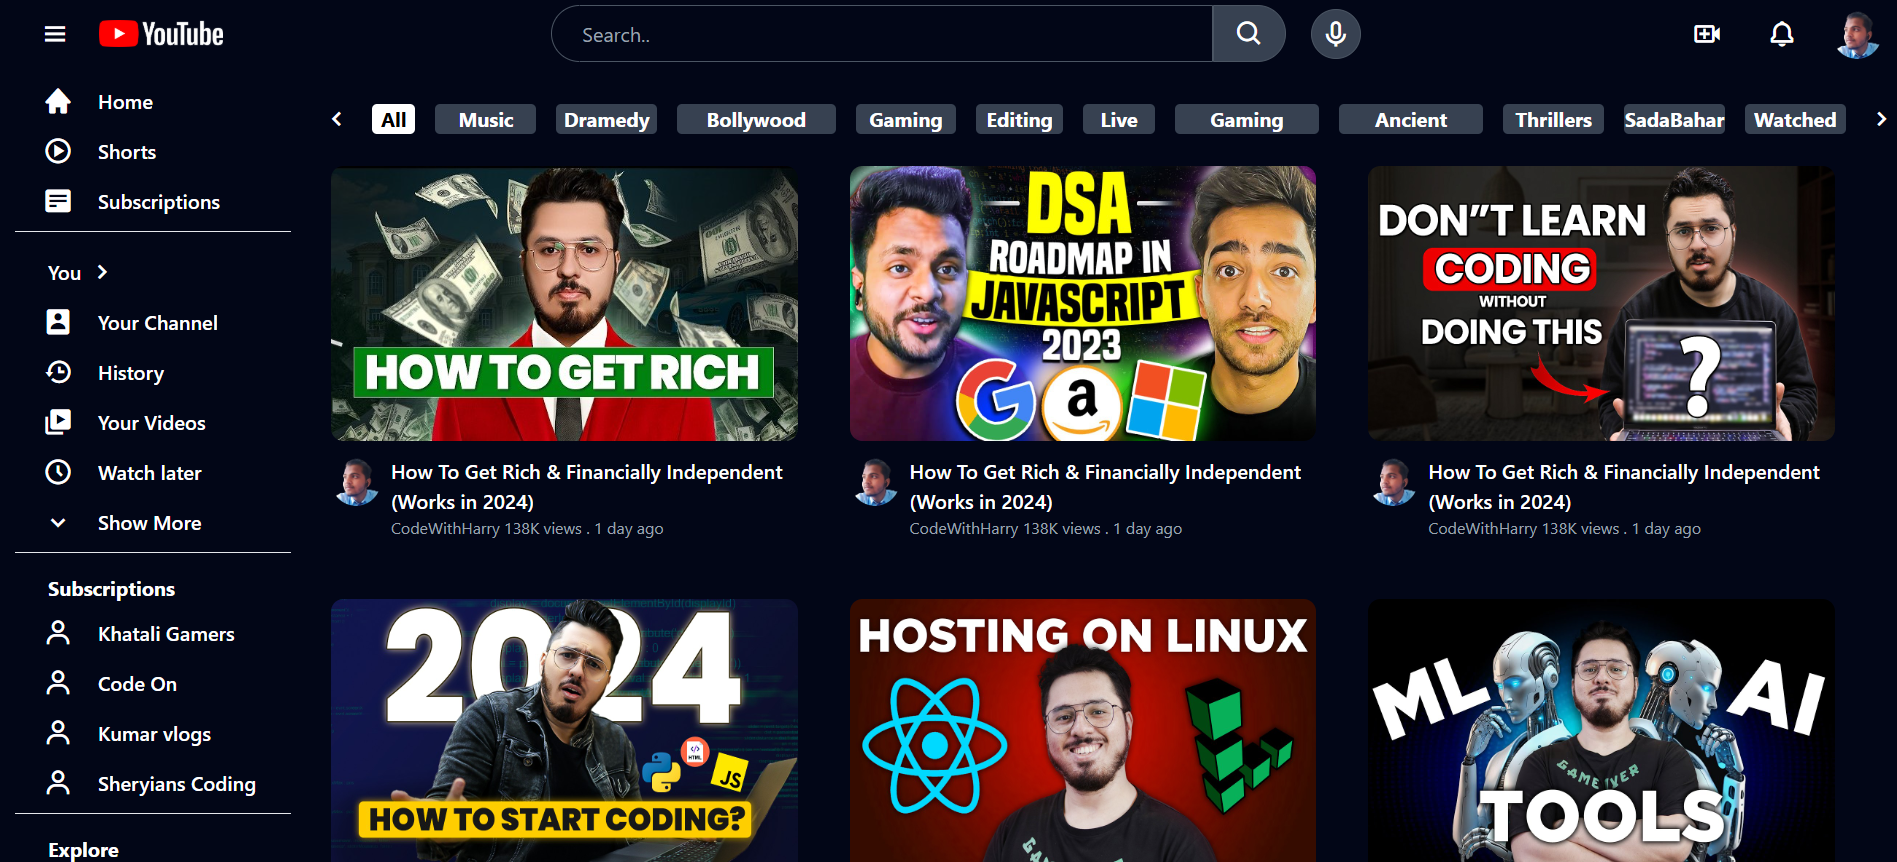 YouTube
Search..
Home
Shorts
Subscriptions
You
Your Channel
History
Your Videos
Watch later
Show More
Subscriptions
Khatali Gamers
Code On
Kumar vlogs
Sheryians Coding
Explore
All Music Dramedy Bollywood Gaming Editing Live Gaming Ancient Thrillers SadaBahar Watched
HOW TO GET RICH
How To Get Rich & Financially Independent
(Works in 2024)
CodeWithHarry 138K views . 1 day ago
DSA
ROADMAP IN
JAVASCRIPT
2023
a
How To Get Rich & Financially Independent
(Works in 2024)
CodeWithHarry 138K views . 1 day ago
DON”T LEARN
CODING
WITHOUT
DOING THIS
?
How To Get Rich & Financially Independent
(Works in 2024)
CodeWithHarry 138K views . 1 day ago
2024
HTML
JS
HOW TO START CODING?
HOSTING ON LINUX
ML AI
TOOLS